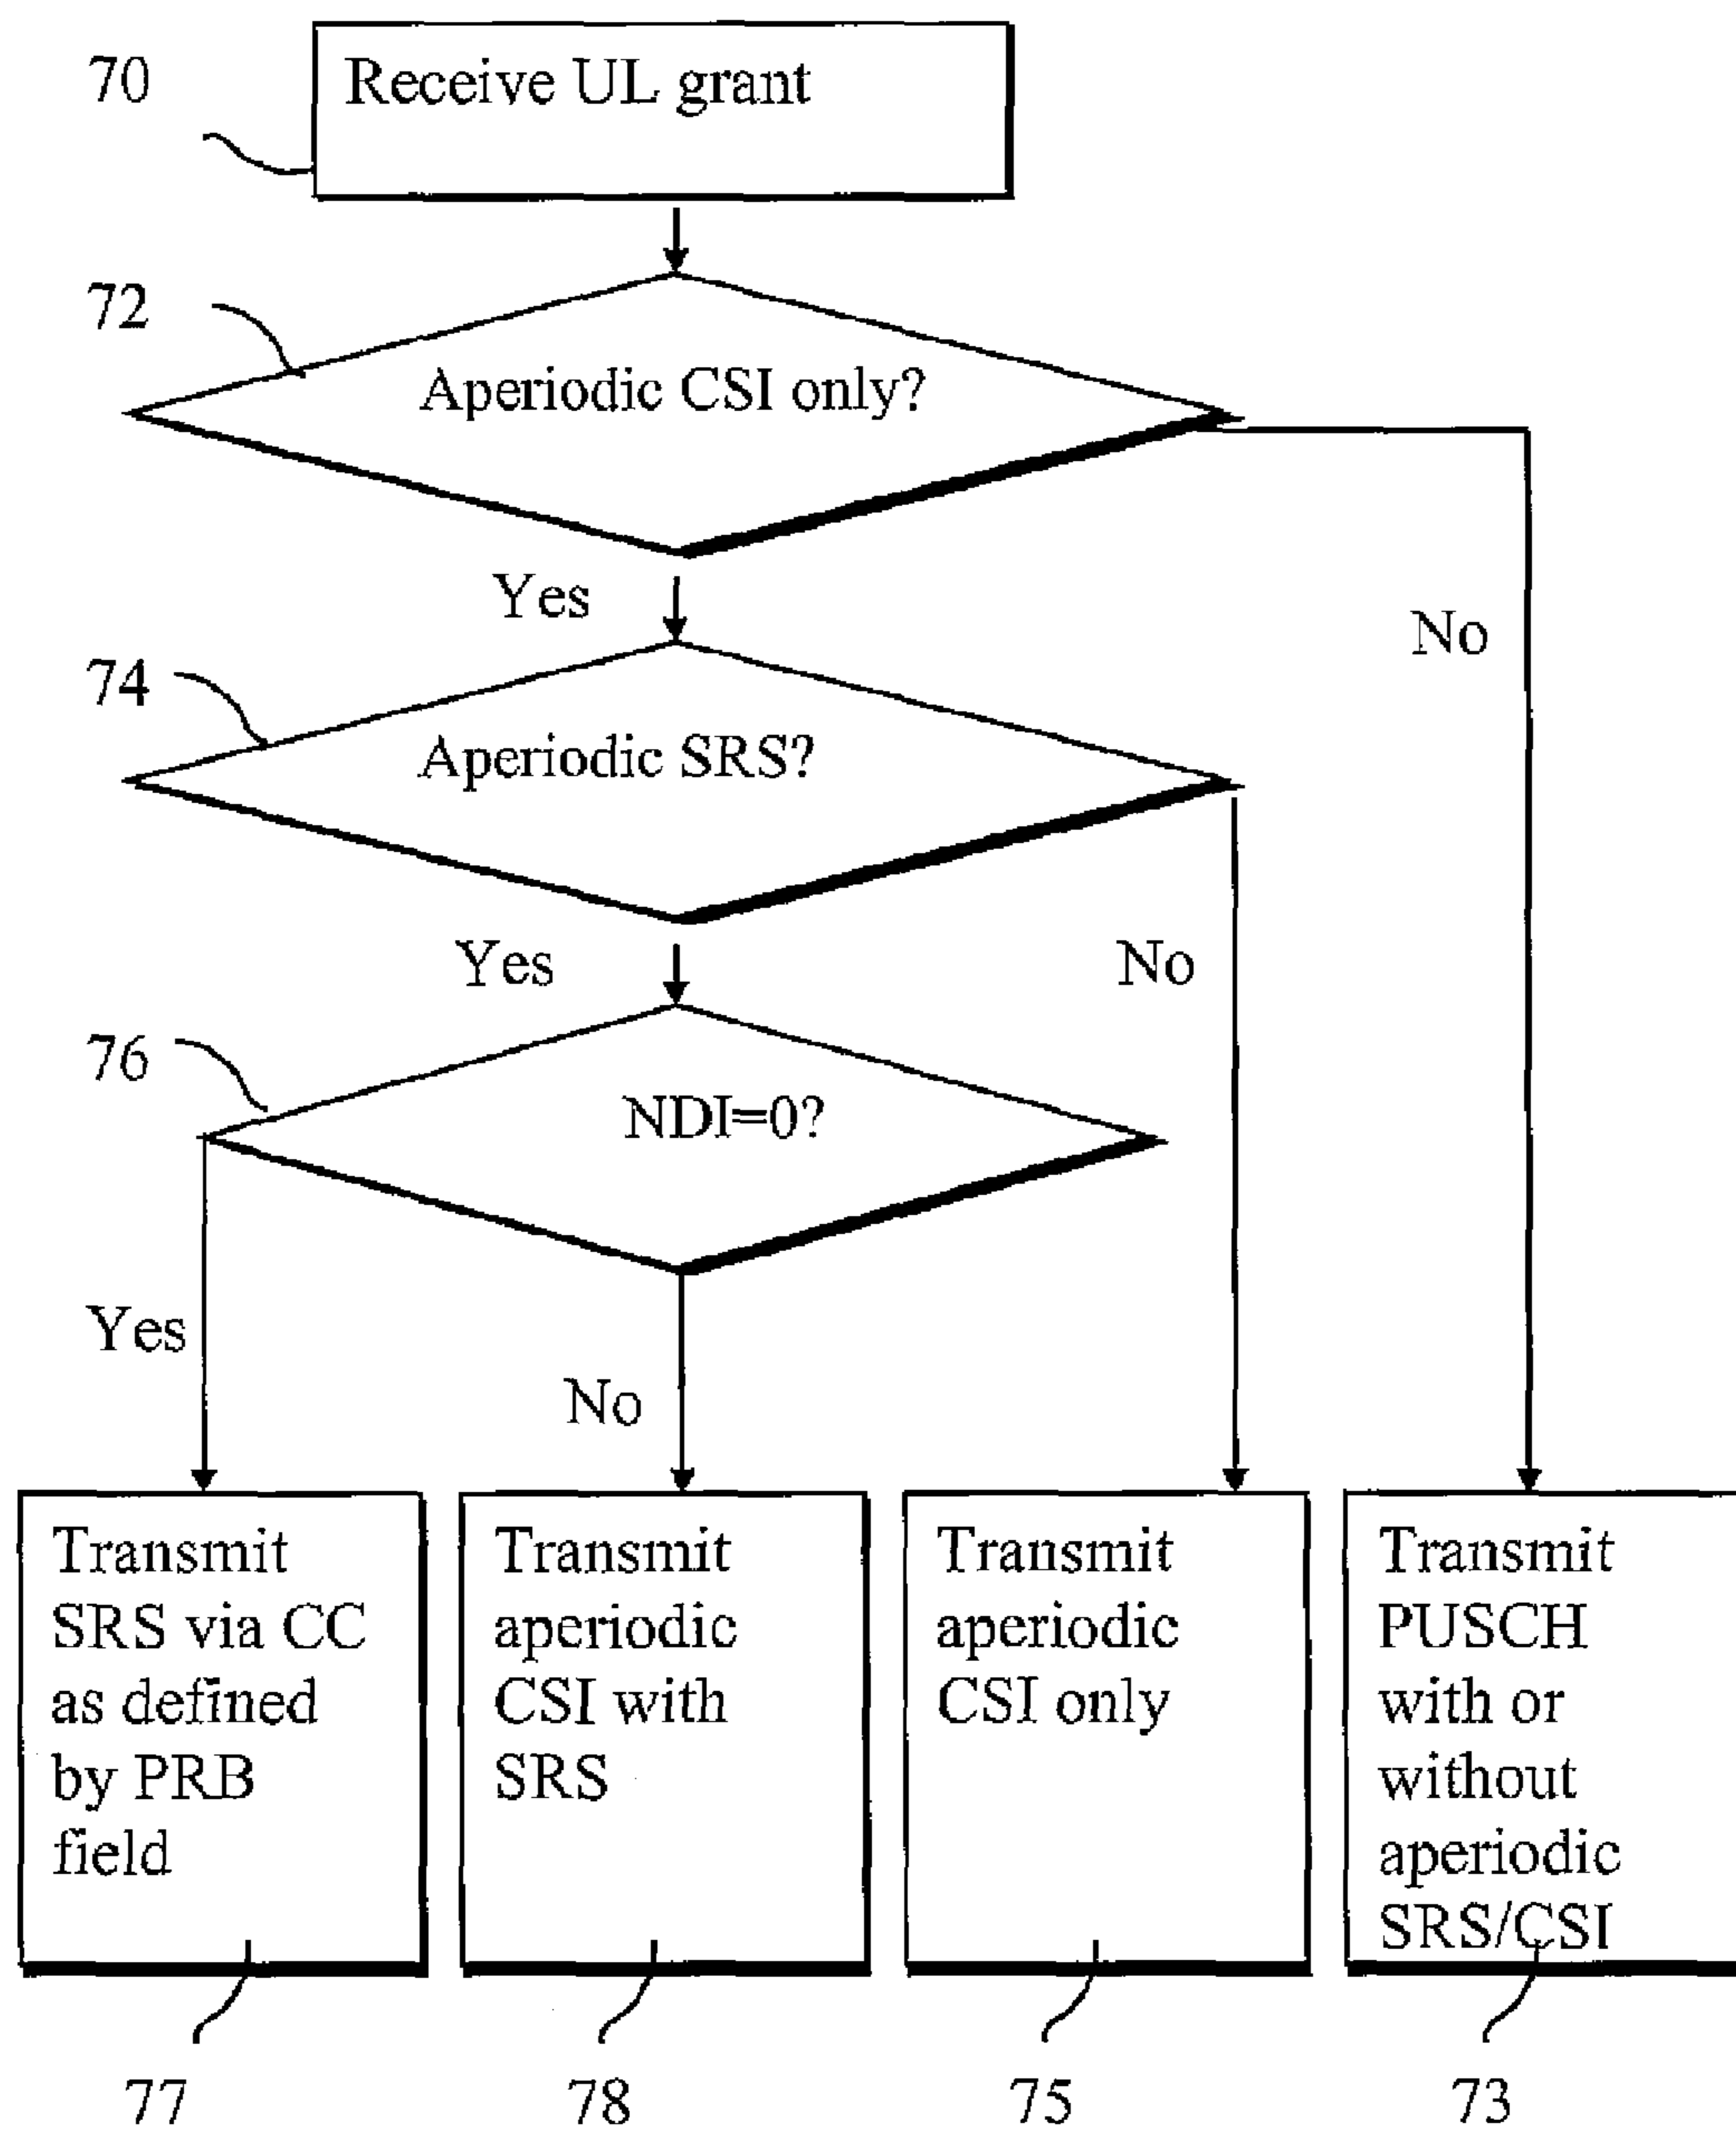 70
Receive UL grant
72
Aperiodic CSI only?
Yes
No
74
Aperiodic SRS?
Yes
No
76
NDI=0?
Yes
No
Transmit
SRS via CC
as defined
by PRB
field
Transmit
aperiodic
CSI with
SRS
Transmit
aperiodic
CSI only
Transmit
PUSCH
with or
without
aperiodic
SRS/CSI
77
78
75
73